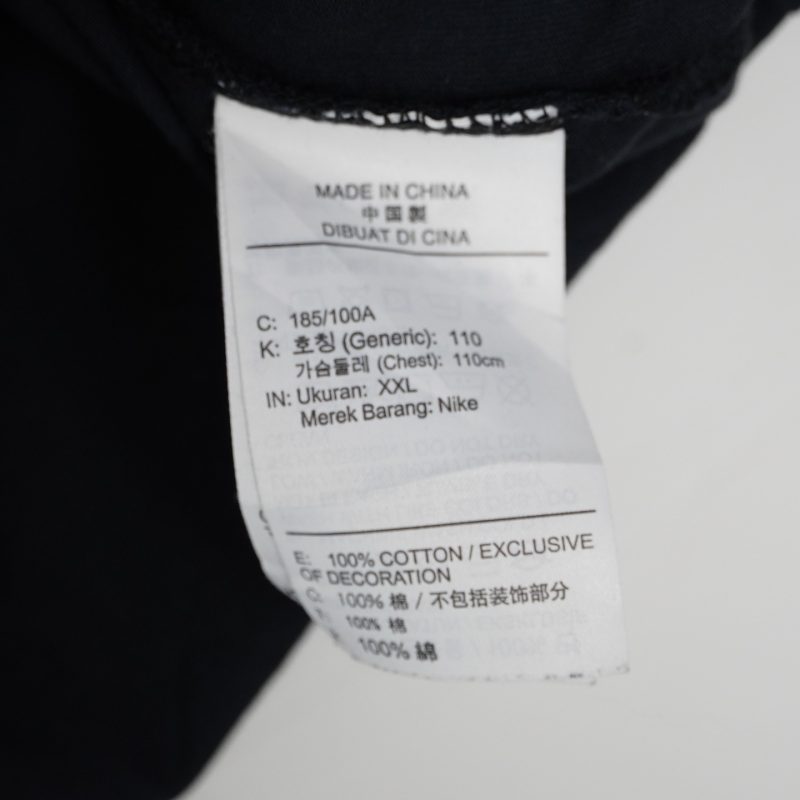 MADE IN CHINA
中国製
DIBUAT DI CINA
C: 185/100A
K: 호칭 (Generic): 110
가슴둘레 (Chest): 110cm
IN: Ukuran: XXL
Merek Barang: Nike
E: 100% COTTON / EXCLUSIVE
OF DECORATION
C: 100% 棉 / 不包括装饰部分
T: 100% 棉
100% 綿